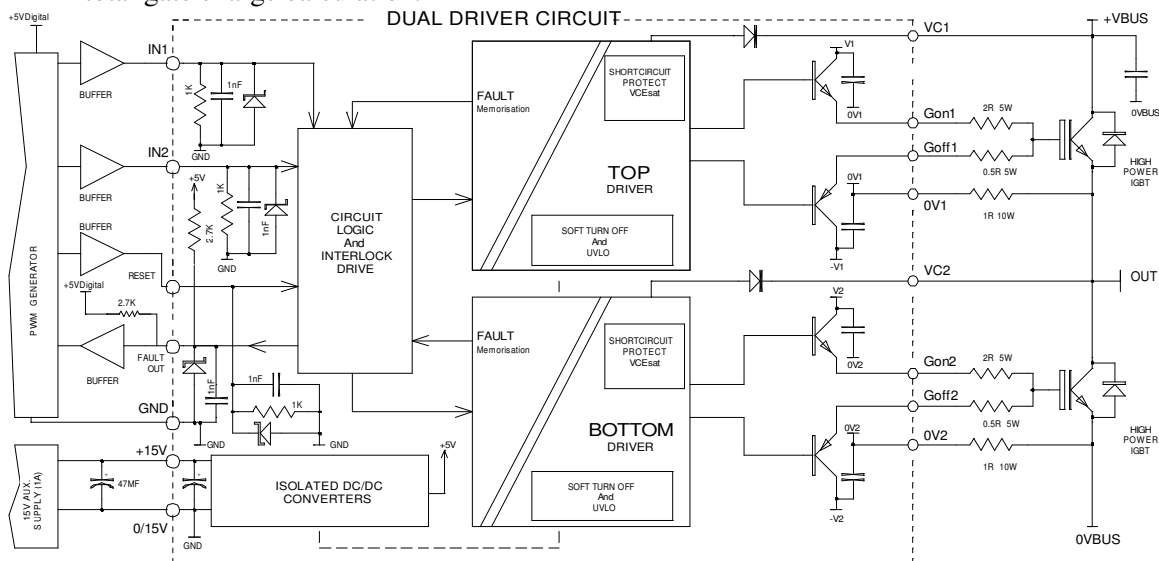 DUAL DRIVER CIRCUIT
+5VDigital
IN1
BUFFER
1K
1nF
GND
IN2
BUFFER
+5V
1K
1nF
2.7K
GND
BUFFER
RESET
+5VDigital
2.7K
FAULT
OUT
BUFFER
PWM GENERATOR
GND
1nF
1nF
1K
GND
GND
CIRCUIT
LOGIC
And
INTERLOCK
DRIVE
+15V
47MF
15V AUX.
SUPPLY (1A)
0/15V
GND
ISOLATED DC/DC
CONVERTERS
+5V
FAULT
Memorisation
SHORTCIRCUIT
PROTECT
VCEsat
TOP
DRIVER
SOFT TURN OFF
And
UVLO
FAULT
Memorisation
SHORTCIRCUIT
PROTECT
VCEsat
BOTTOM
DRIVER
SOFT TURN OFF
And
UVLO
V1
0V1
0V1
-V1
V2
0V2
0V2
-V2
VC1
+VBUS
0VBUS
Gon1
2R 5W
Goff1
0.5R 5W
0V1
1R 10W
HIGH
POWER
IGBT
VC2
OUT
Gon2
2R 5W
Goff2
0.5R 5W
0V2
1R 10W
HIGH
POWER
IGBT
0VBUS